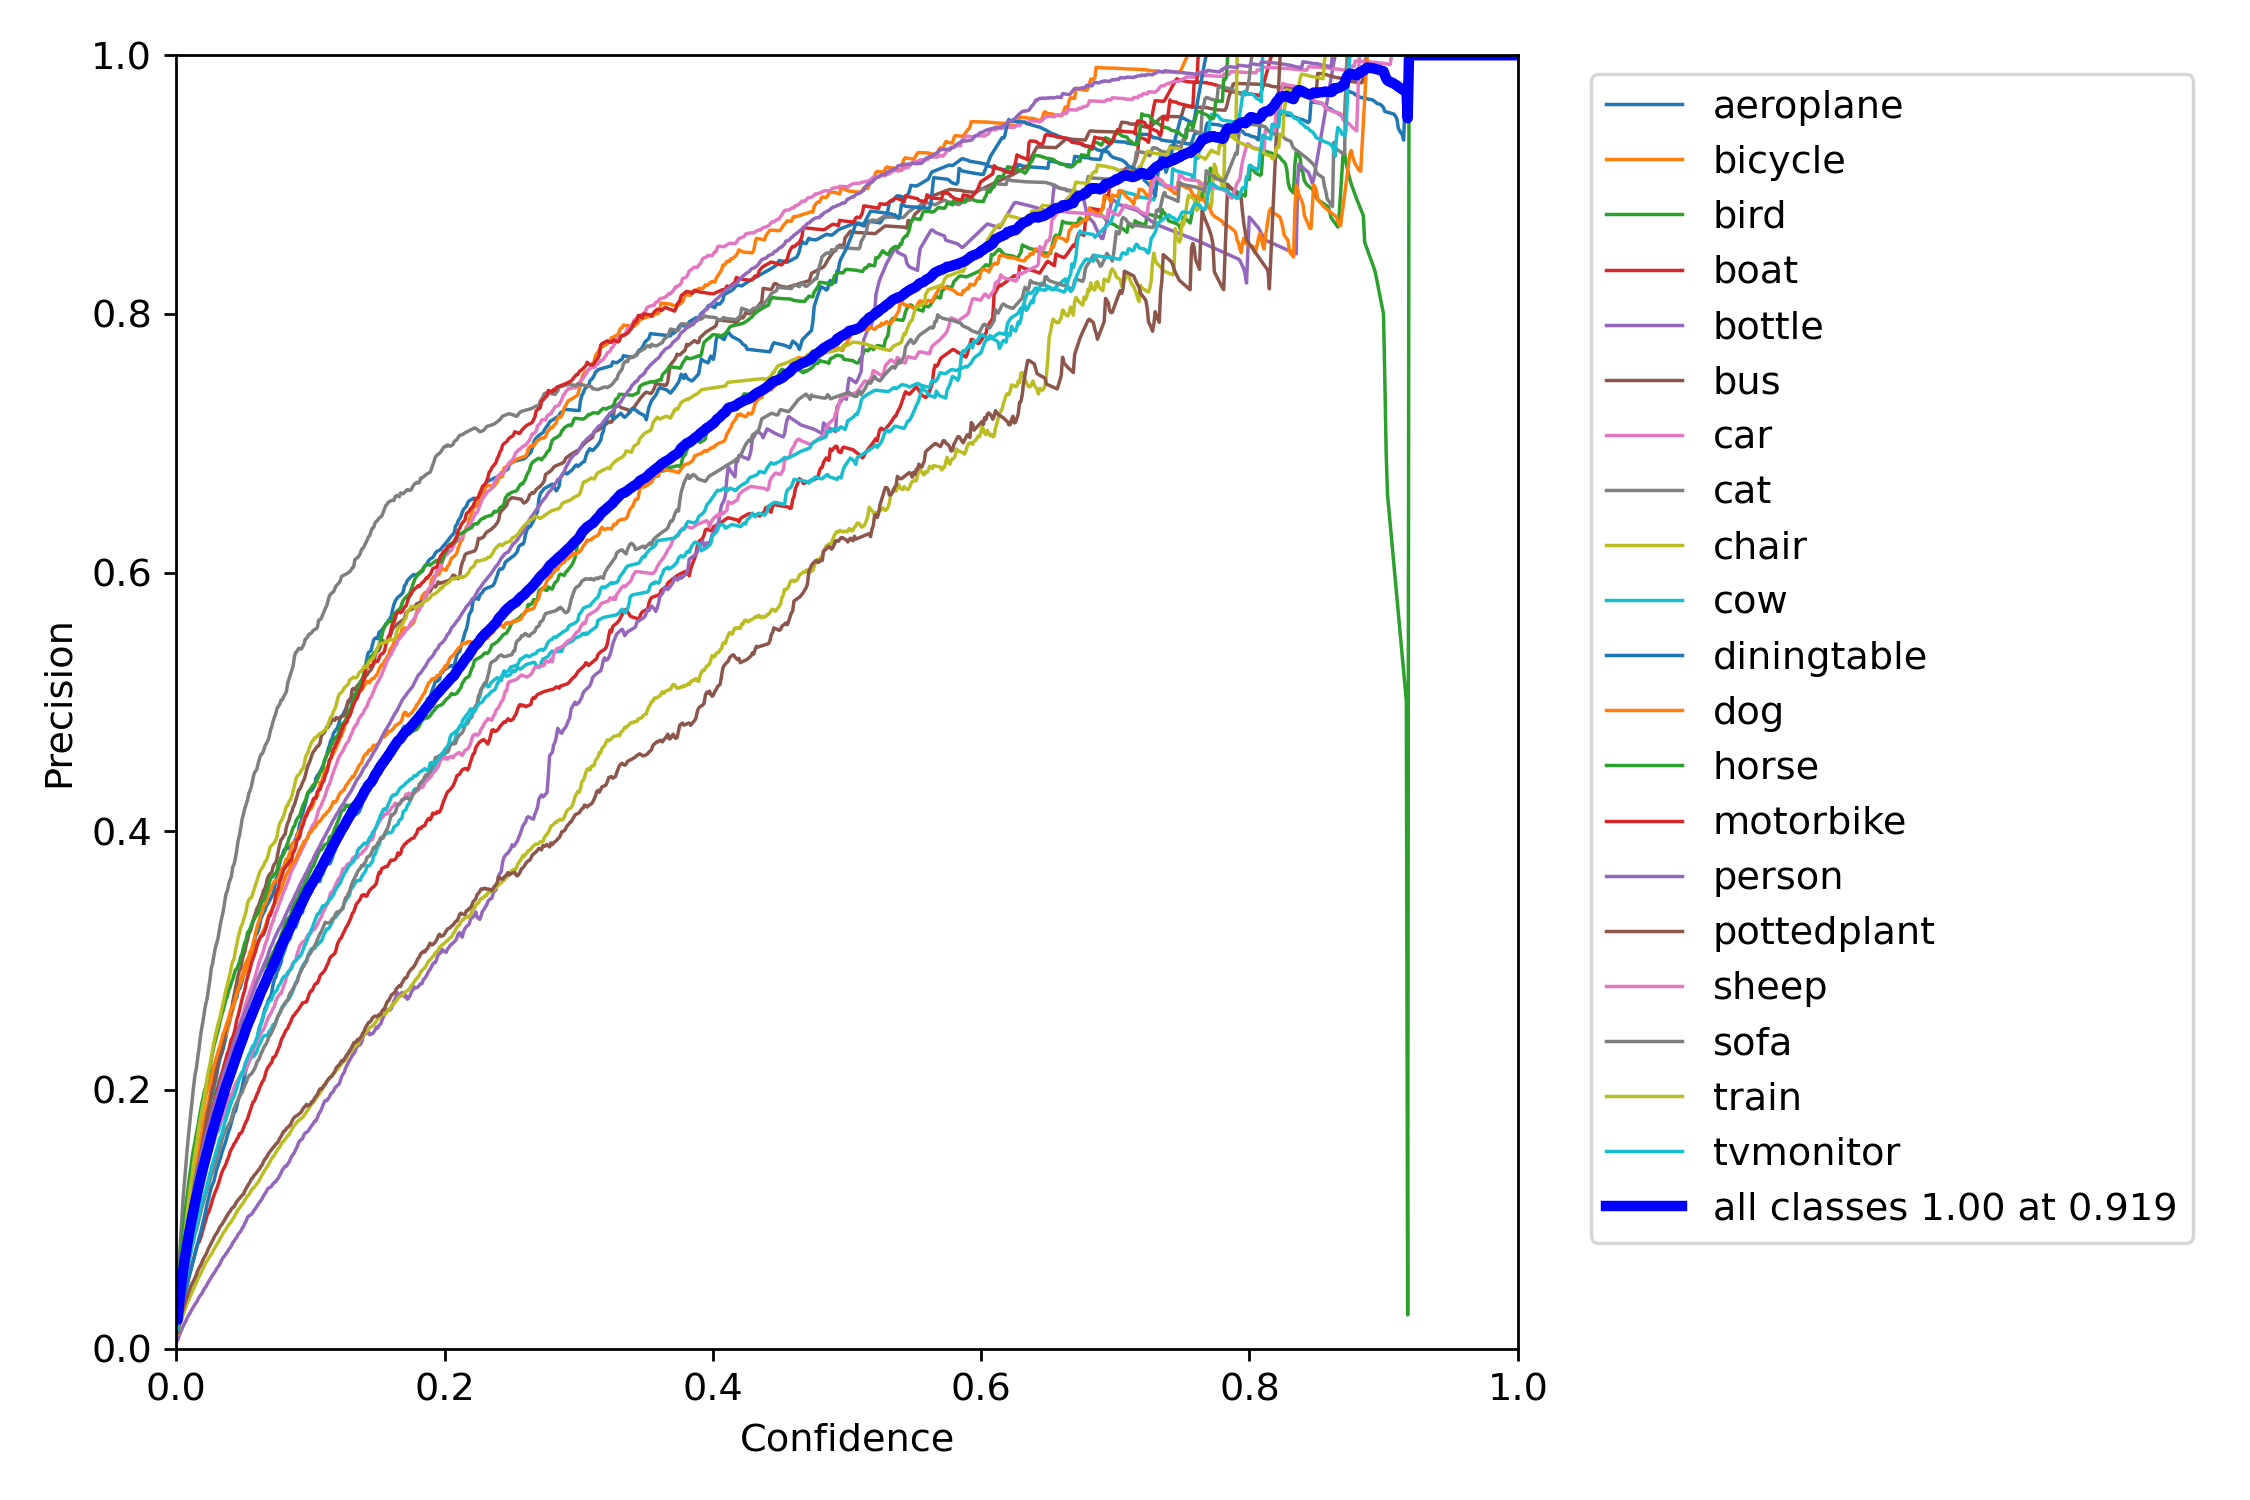 1.0
0.8
0.6
0.4
0.2
0.0
Precision
0.0 0.2 0.4 0.6 0.8 1.0
Confidence
aeroplane
bicycle
bird
boat
bottle
bus
car
cat
chair
cow
diningtable
dog
horse
motorbike
person
pottedplant
sheep
sofa
train
tvmonitor
all classes 1.00 at 0.919